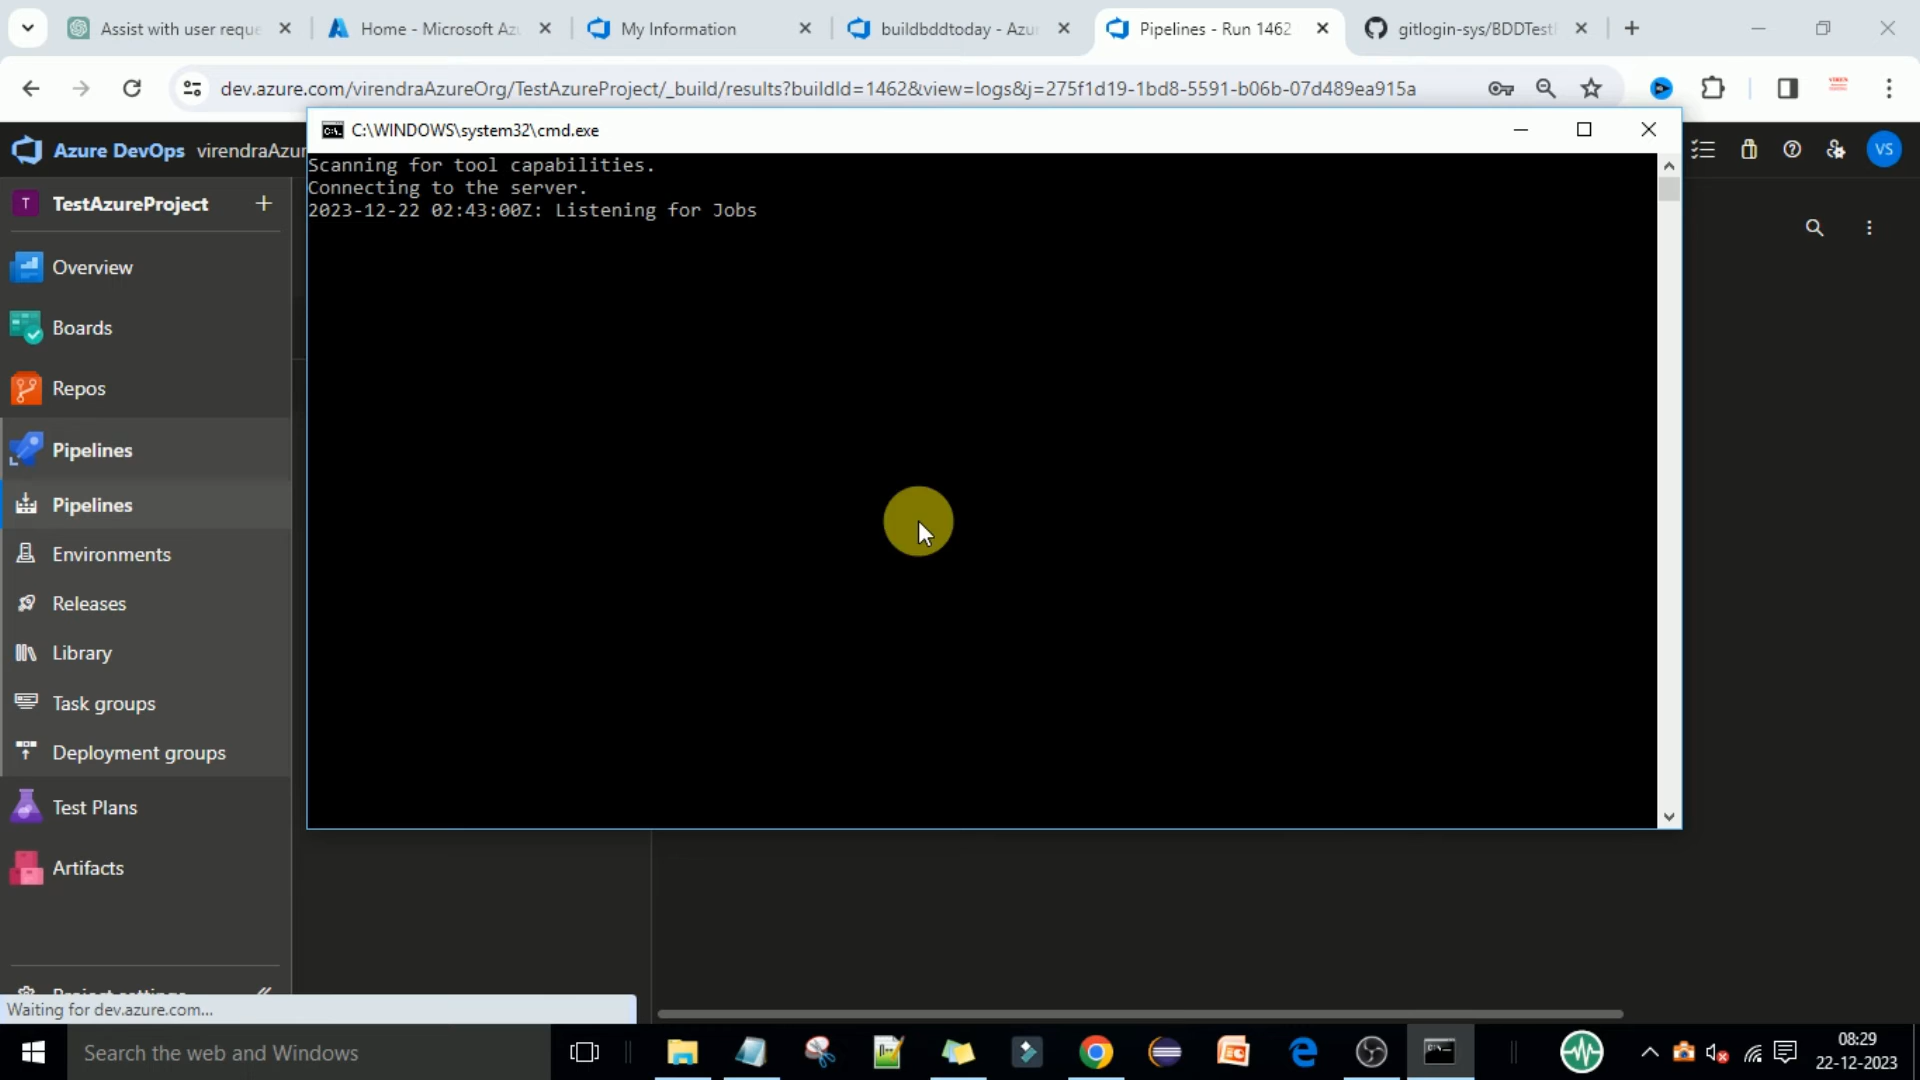 Assist with user reque
Home - Microsoft Az
My Information
buildbddtoday - Azu
Pipelines - Run 1462
gitlogin-sys/BDDTest
dev.azure.com/virendraAzureOrg/TestAzureProject/_build/results?buildId=1462&view=logs&j=275f1d19-1bd8-5591-b06b-07d489ea915a
C:\WINDOWS\system32\cmd.exe
Azure DevOps virendraAzur
VS
Scanning for tool capabilities.
Connecting to the server.
2023-12-22 02:43:00Z: Listening for Jobs
T TestAzureProject
Overview
Boards
Repos
Pipelines
Pipelines
Environments
Releases
Library
Task groups
Deployment groups
Test Plans
Artifacts
Project settings
Waiting for dev.azure.com...
Search the web and Windows
08:29
22-12-2023